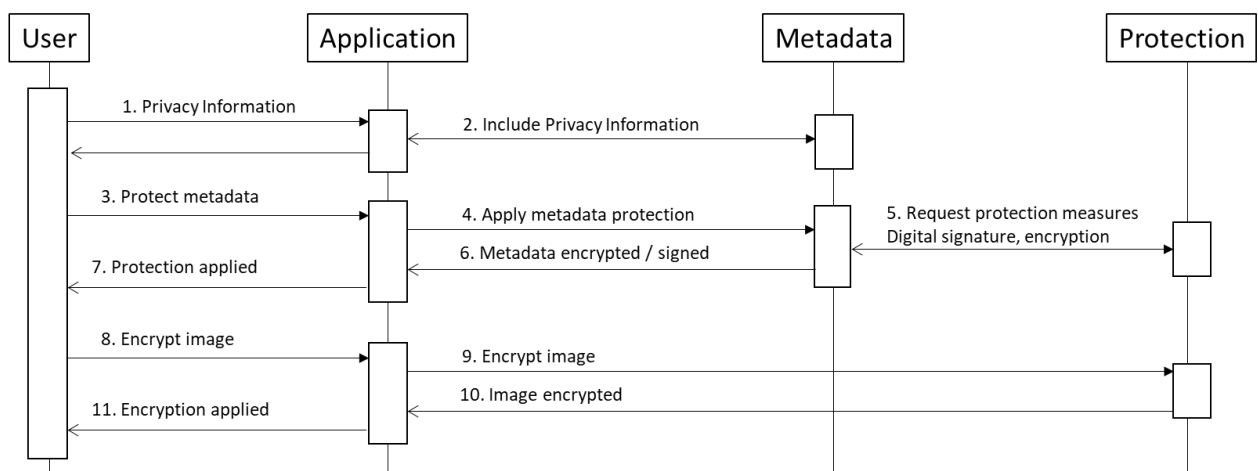 User
Application
Metadata
Protection
1. Privacy Information
2. Include Privacy Information
3. Protect metadata
4. Apply metadata protection
5. Request protection measures
Digital signature, encryption
6. Metadata encrypted / signed
7. Protection applied
8. Encrypt image
9. Encrypt image
10. Image encrypted
11. Encryption applied